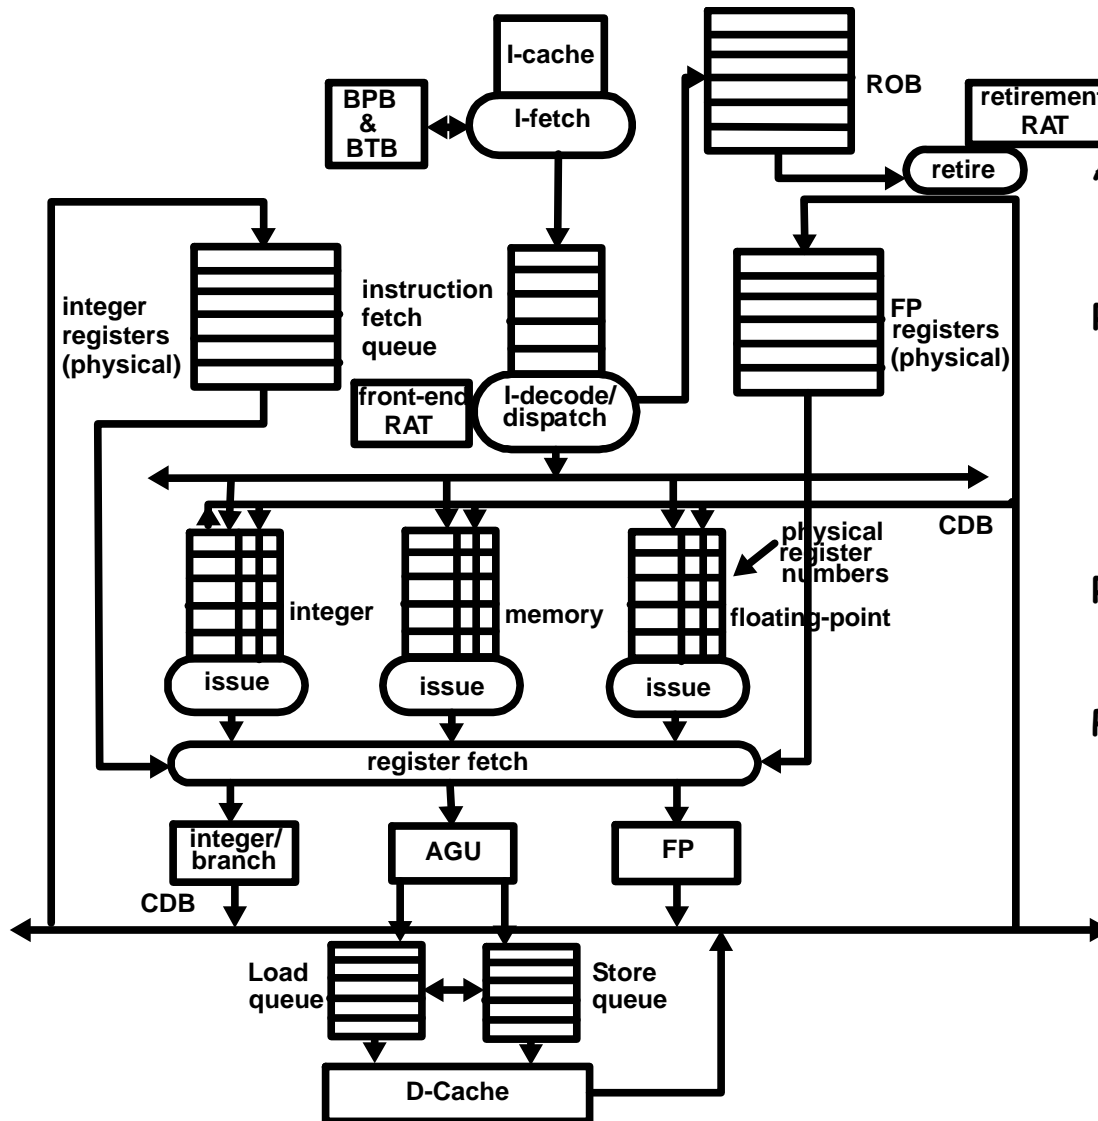 I-cache
ROB
BPB
&
BTB
I-fetch
retirement
RAT
retire
integer
registers
(physical)
instruction
fetch
queue
FP
registers
(physical)
front-end
RAT
I-decode/
dispatch
CDB
physical
register
numbers
integer
memory
floating-point
issue
issue
issue
register fetch
integer/
branch
AGU
FP
CDB
Load
queue
Store
queue
D-Cache